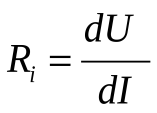 R_i = dU/dI